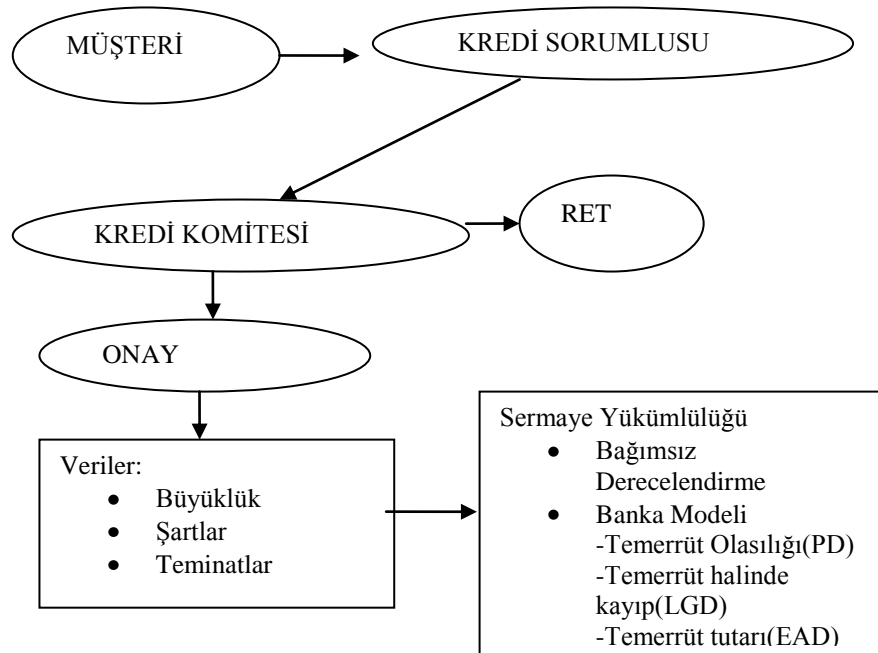 MÜŞTERİ
KREDİ SORUMLUSU
KREDİ KOMİTESİ
RET
ONAY
Veriler:
● Büyüklük
● Şartlar
● Teminatlar
Sermaye Yükümlülüğü
● Bağımsız
Derecelendirme
● Banka Modeli
-Temerrüt Olasılığı(PD)
-Temerrüt halinde
kayıp(LGD)
-Temerrüt tutarı(EAD)